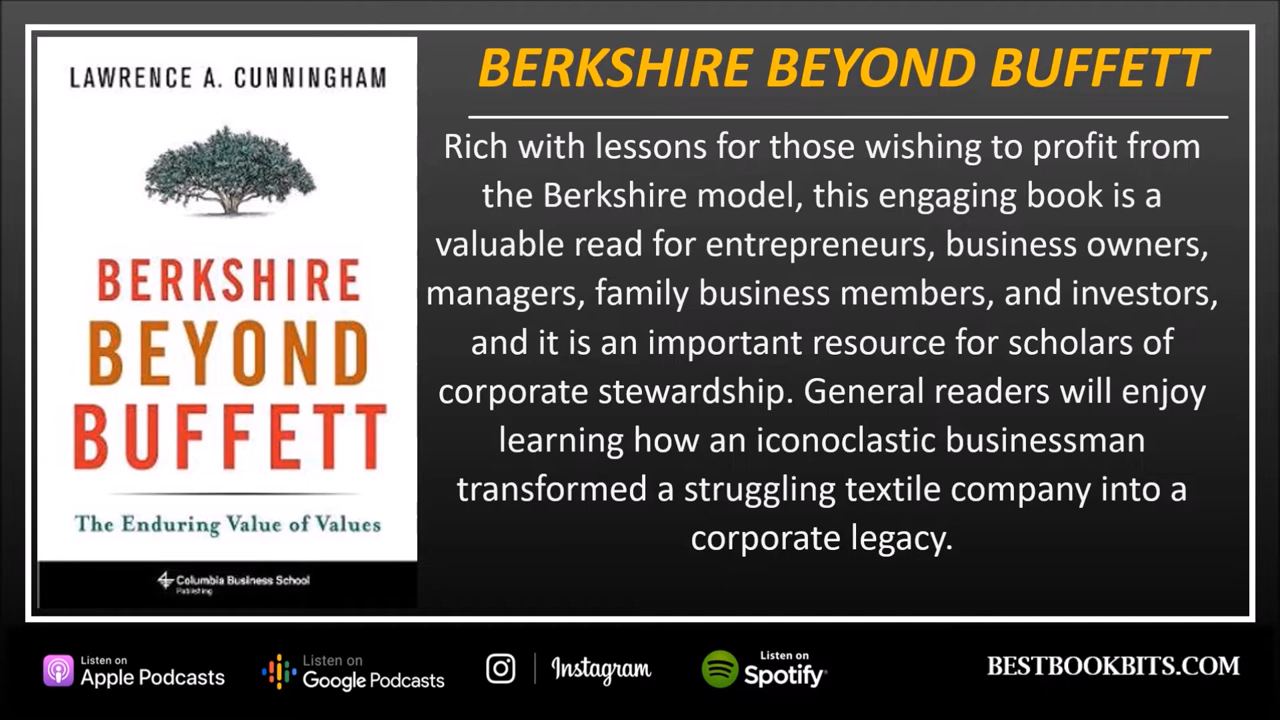 LAWRENCE A. CUNNINGHAM
BERKSHIRE
BEYOND
BUFFETT
The Enduring Value of Values
Columbia Business School
Publishing
BERKSHIRE BEYOND BUFFETT
Rich with lessons for those wishing to profit from
the Berkshire model, this engaging book is a
valuable read for entrepreneurs, business owners,
managers, family business members, and investors,
and it is an important resource for scholars of
corporate stewardship. General readers will enjoy
learning how an iconoclastic businessman
transformed a struggling textile company into a
corporate legacy.
Listen on
Apple Podcasts
Listen on
Google Podcasts
Instagram
Listen on
Spotify
BESTBOOKBITS.COM